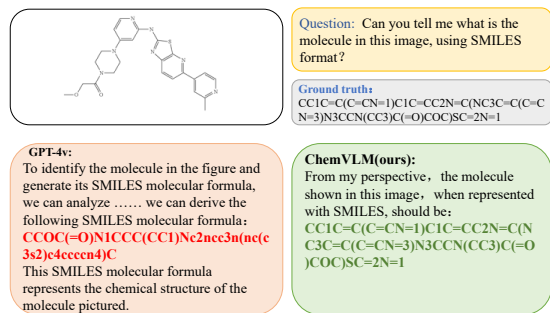 N
H
N
N
N
N
S
N
N
N
O
O
Question: Can you tell me what is the
molecule in this image, using SMILES
format?
Ground truth:
CC1C=C(C=CN=1)C1C=CC2N=C(NC3C=C(C=C
N=3)N3CCN(CC3)C(=O)COC)SC=2N=1
GPT-4v:
To identify the molecule in the figure and
generate its SMILES molecular formula,
we can analyze …… we can derive the
following SMILES molecular formula:
CCOC(=O)N1CCC(CC1)Nc2ncc3n(nc(c
3s2)c4ccccn4)C
This SMILES molecular formula
represents the chemical structure of the
molecule pictured.
ChemVLM(ours):
From my perspective, the molecule
shown in this image, when represented
with SMILES, should be:
CC1C=C(C=CN=1)C1C=CC2N=C(N
C3C=C(C=CN=3)N3CCN(CC3)C(=O
)COC)SC=2N=1